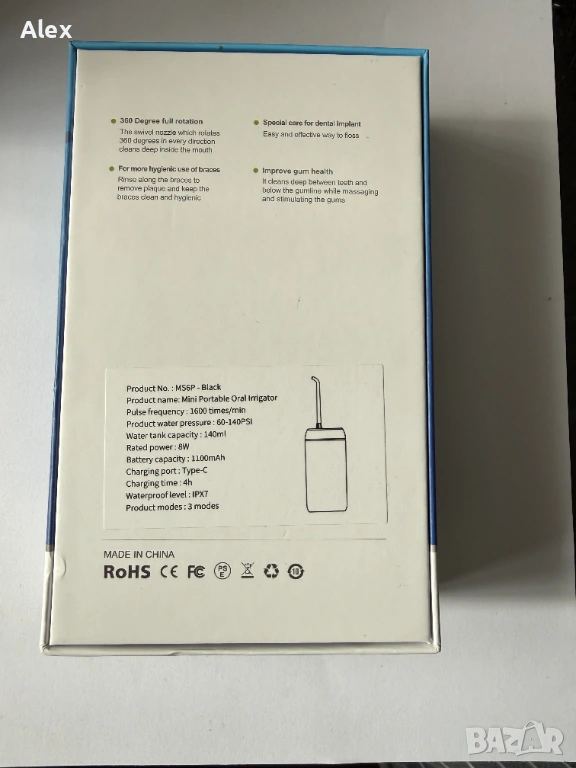 Alex
360 Degree full rotation
The swivel nozzle which rotates
360 degrees in every direction
cleans deep inside the mouth
Special care for dental implant
Easy and effective way to floss
For more hygienic use of braces
Rinse along the braces to
remove plaque and keep the
braces clean and hygienic
Improve gum health
It cleans deep between teeth and
below the gumline while massaging
and stimulating the gums
Product No. : MS6P - Black
Product name: Mini Portable Oral Irrigator
Pulse frequency : 1600 times/min
Product water pressure : 60-140PSI
Water tank capacity : 140ml
Rated power : 8W
Battery capacity : 1100mAh
Charging port : Type-C
Charging time : 4h
Waterproof level : IPX7
Product modes : 3 modes
MADE IN CHINA
RoHS CE FC PS E 10
BAZAR